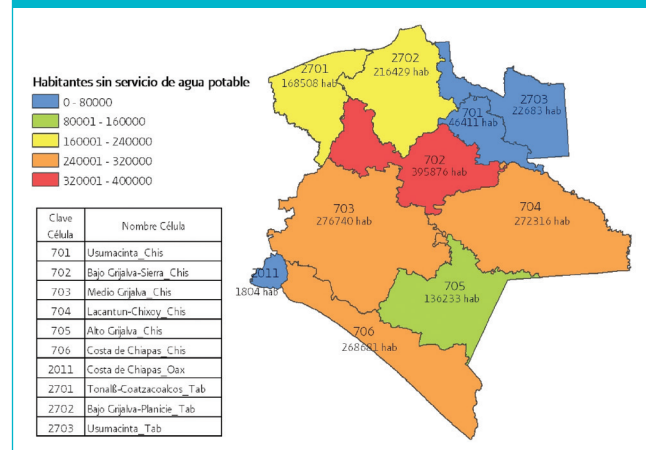 Habitantes sin servicio de agua potable
0 - 80000
80001 - 160000
160001 - 240000
240001 - 320000
320001 - 400000
Clave Célula Nombre Célula
701 Usumacinta_Chis
702 Bajo Grijalva-Sierra_Chis
703 Medio Grijalva_Chis
704 Lacantun-Chixoy_Chis
705 Alto Grijalva_Chis
706 Costa de Chiapas_Chis
2011 Costa de Chiapas_Oax
2701 Tonalß-Coatzacoalcos_Tab
2702 Bajo Grijalva-Planicie_Tab
2703 Usumacinta_Tab
2701
168508 hab
2702
216429 hab
2703
22683 hab
701
46411 hab
702
395876 hab
703
276740 hab
704
272316 hab
705
136233 hab
2011
1804 hab
706
268681 hab